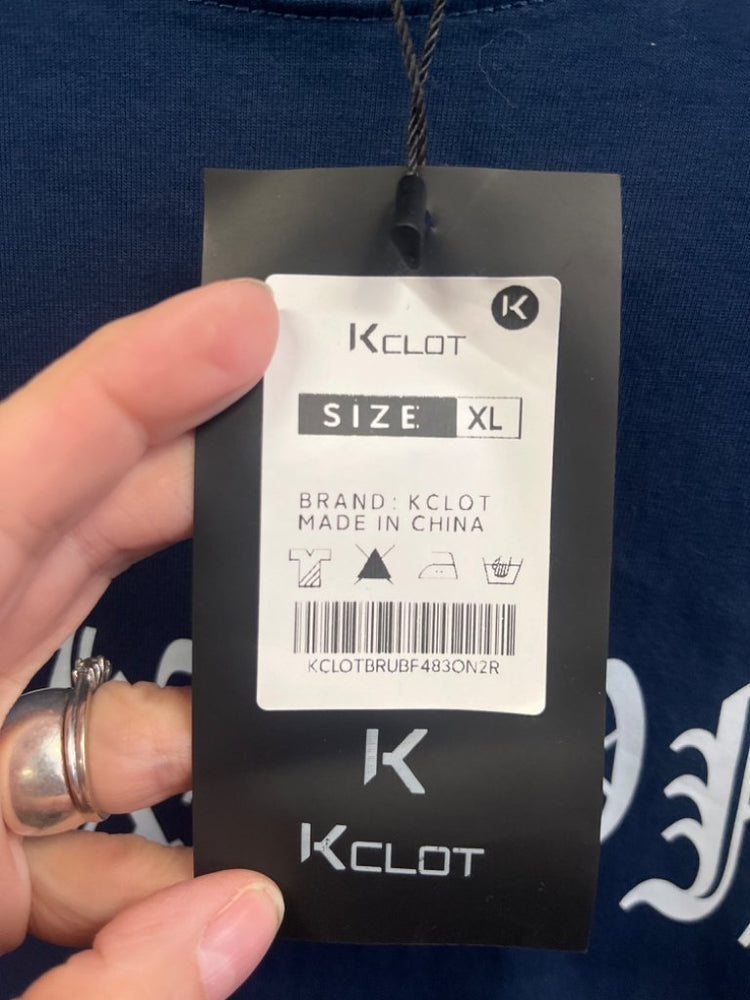 K
KCLOT
SIZE: XL
BRAND: KCLOT
MADE IN CHINA
KCLOTBRUBF483ON2R
K
KCLOT